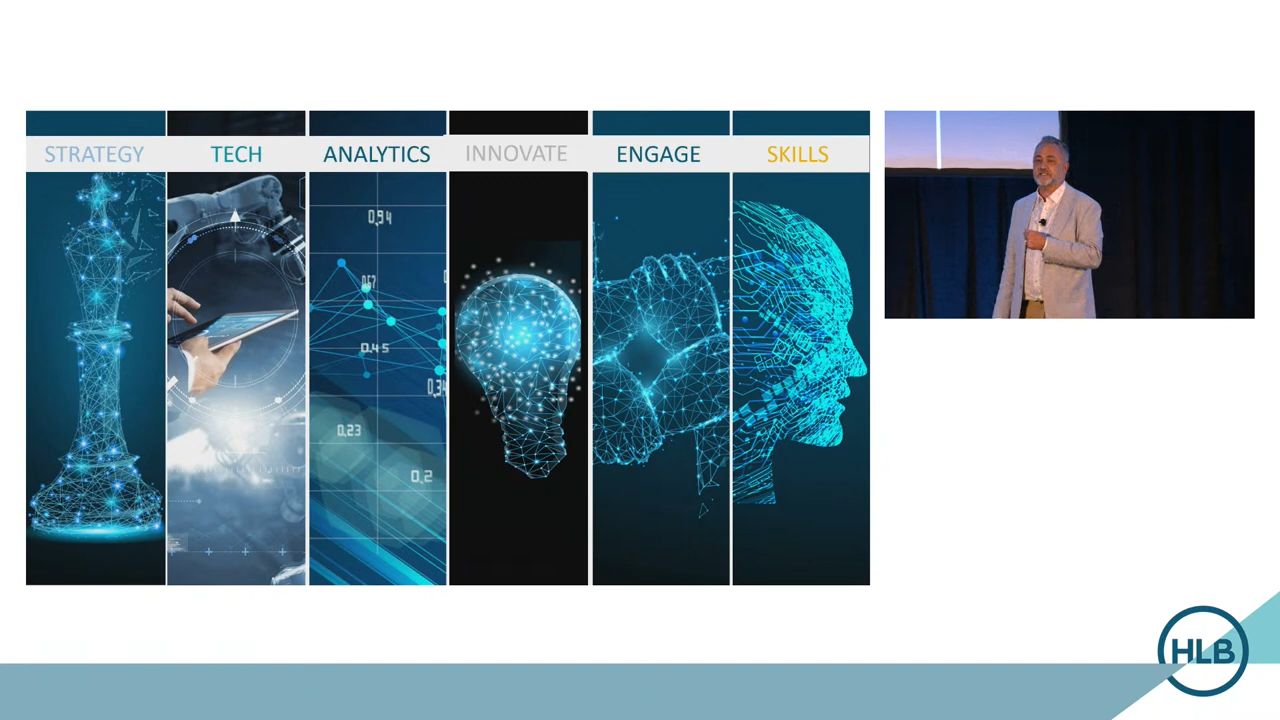 STRATEGY
TECH
ANALYTICS
INNOVATE
ENGAGE
SKILLS
0,94
0.45
0,23
0,2
HLB